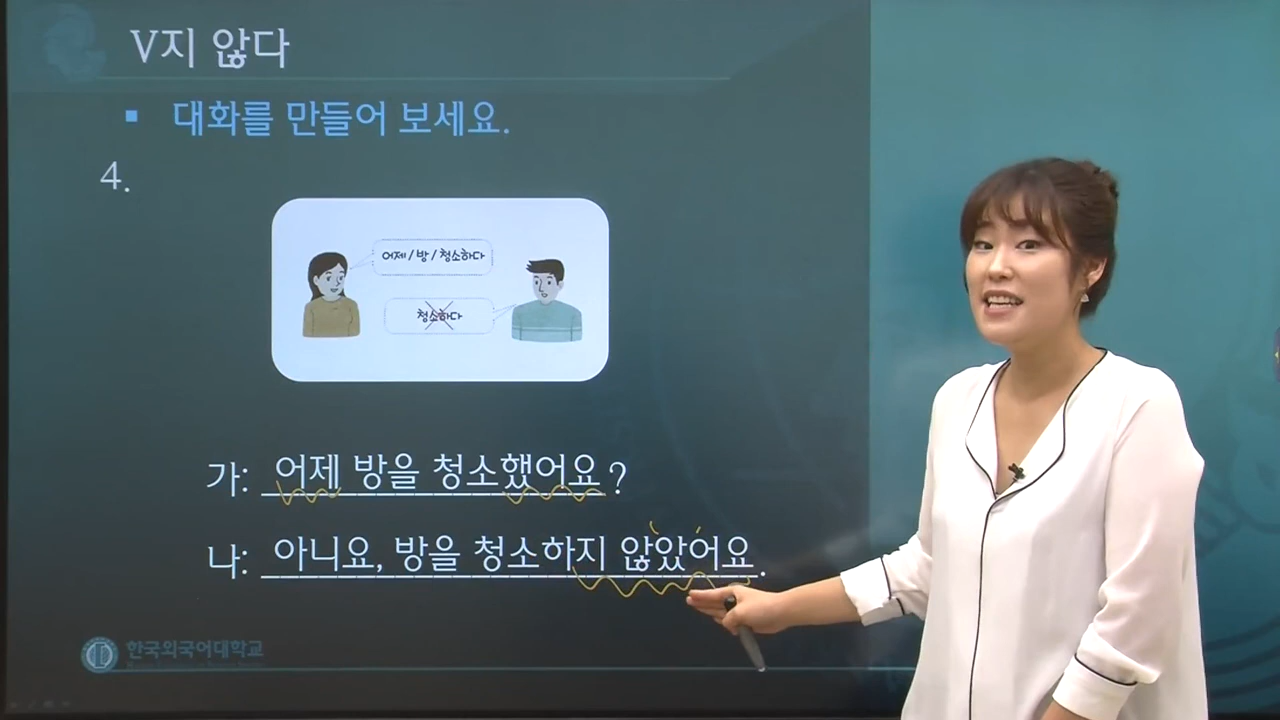 V지 않다
▪ 대화를 만들어 보세요.
4.
어제 / 방 / 청소하다
청소하다
가: 어제 방을 청소했어요?
나: 아니요, 방을 청소하지 않았어요.
한국외국어대학교